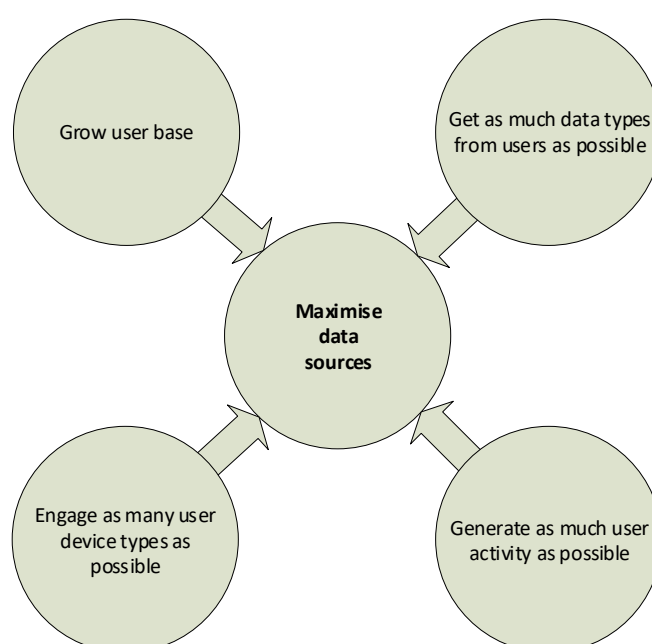 Grow user base
Get as much data types
from users as possible
Maximise
data
sources
Engage as many user
device types as
possible
Generate as much user
activity as possible